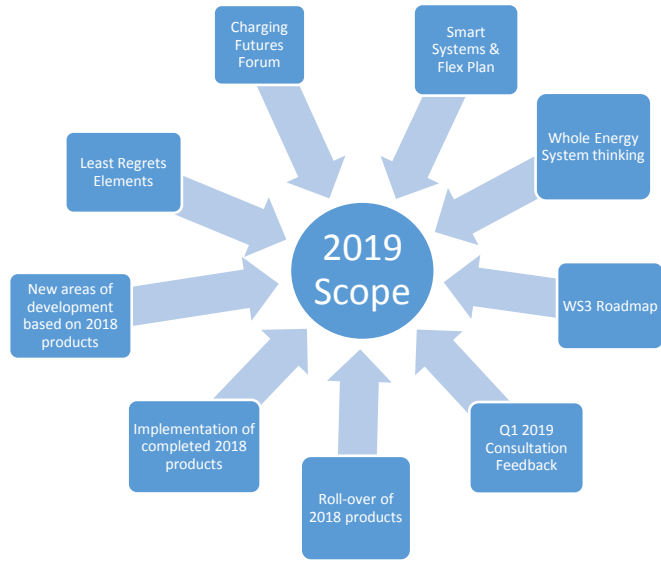 Charging
Futures
Forum
Smart
Systems &
Flex Plan
Whole Energy
System thinking
Least Regrets
Elements
2019
Scope
New areas of
development
based on 2018
products
WS3 Roadmap
Implementation of
completed 2018
products
Q1 2019
Consultation
Feedback
Roll-over of
2018 products